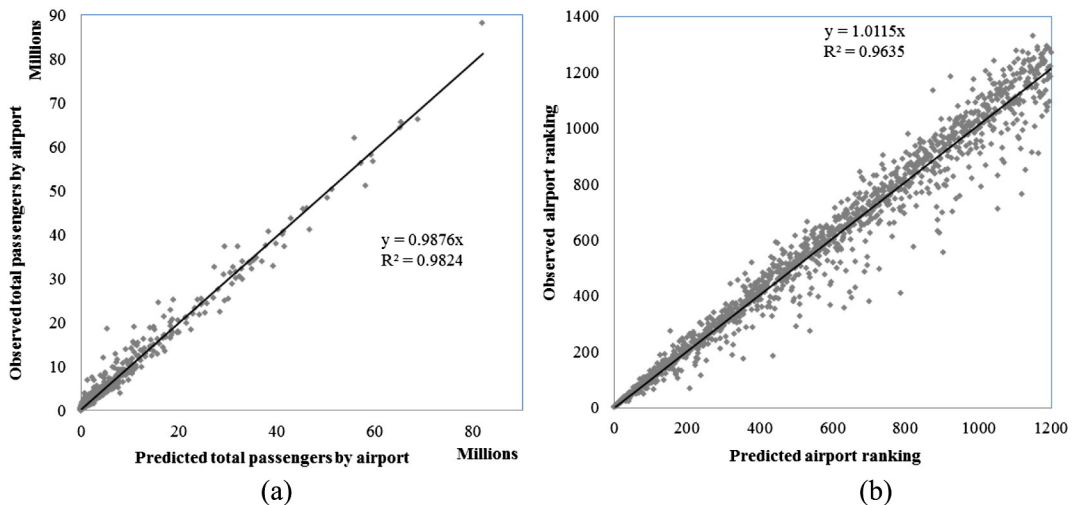 90
80
70
60
50
40
30
20
10
0
Millions
Observed total passengers by airport
y = 0.9876x
R² = 0.9824
0 20 40 60 80
Predicted total passengers by airport
Millions
(a)
1400
1200
1000
800
600
400
200
0
Observed airport ranking
y = 1.0115x
R² = 0.9635
0 200 400 600 800 1000 1200
Predicted airport ranking
(b)